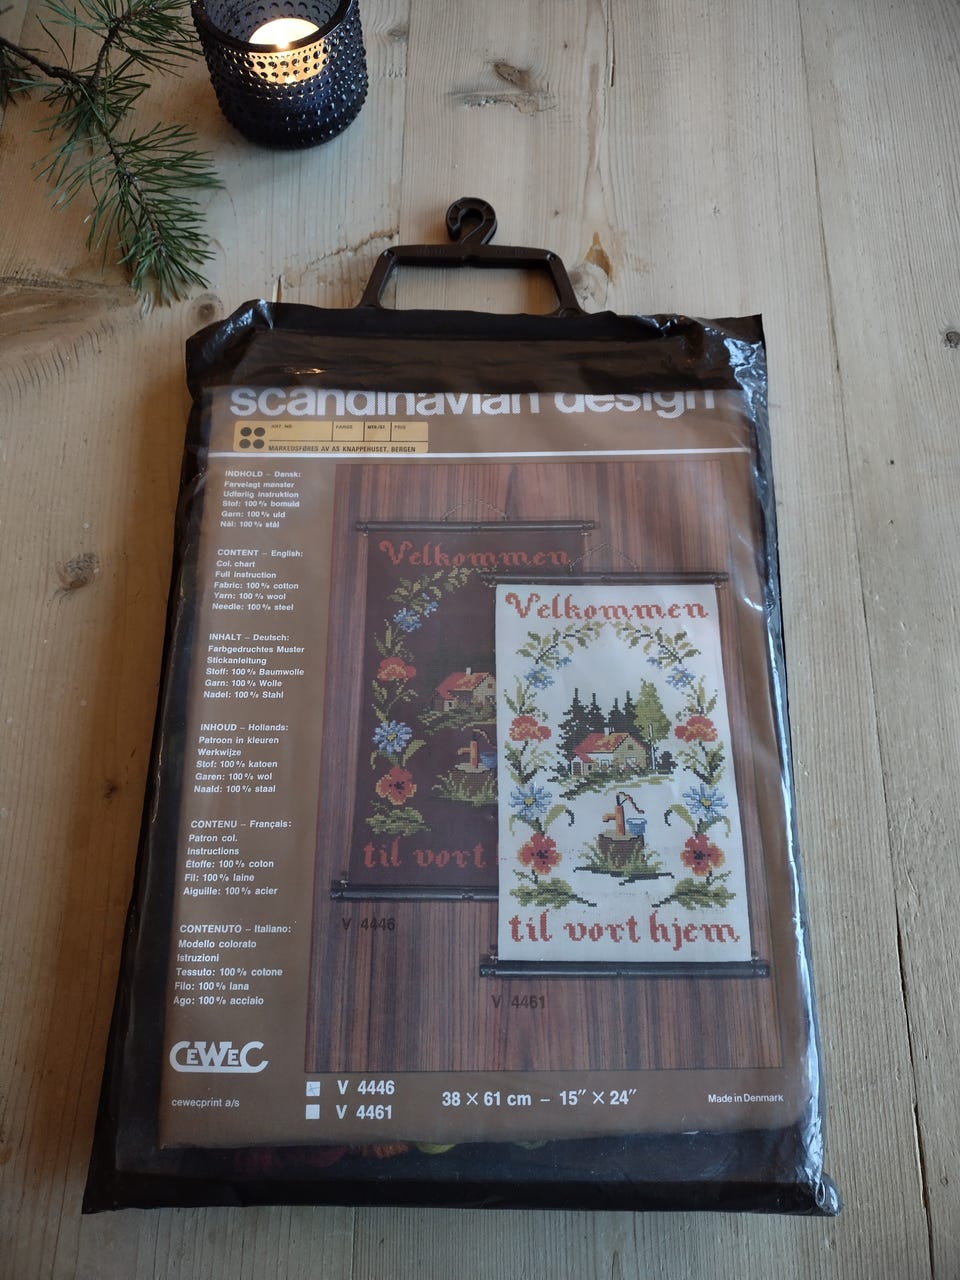 scandinavian design
ART. NR. FARGE MTR/ST. PRIS
MARKEDSFØRES AV AS KNAPPEHUSET, BERGEN
INDHOLD – Dansk:
Farvelagt mønster
Udførlig instruktion
Stof: 100% bomuld
Garn: 100% uld
Nål: 100% stål
CONTENT – English:
Col. chart
Full instruction
Fabric: 100% cotton
Yarn: 100% wool
Needle: 100% steel
INHALT – Deutsch:
Farbgedruchtes Muster
Stickanleitung
Stoff: 100% Baumwolle
Garn: 100% Wolle
Nadel: 100% Stahl
INHOUD – Hollands:
Patroon in kleuren
Werkwijze
Stof: 100% katoen
Garen: 100% wol
Naald: 100% staal
CONTENU – Français:
Patron col.
Instructions
Étoffe: 100% coton
Fil: 100% laine
Aiguille: 100% acier
CONTENUTO – Italiano:
Modello colorato
Istruzioni
Tessuto: 100% cotone
Filo: 100% lana
Ago: 100% acciaio
Velkommen
til vort
V 4446
Velkommen
til vort hjem
V 4461
CEWEC
cewecprint a/s
V 4446
V 4461
38 × 61 cm – 15″ × 24″
Made in Denmark